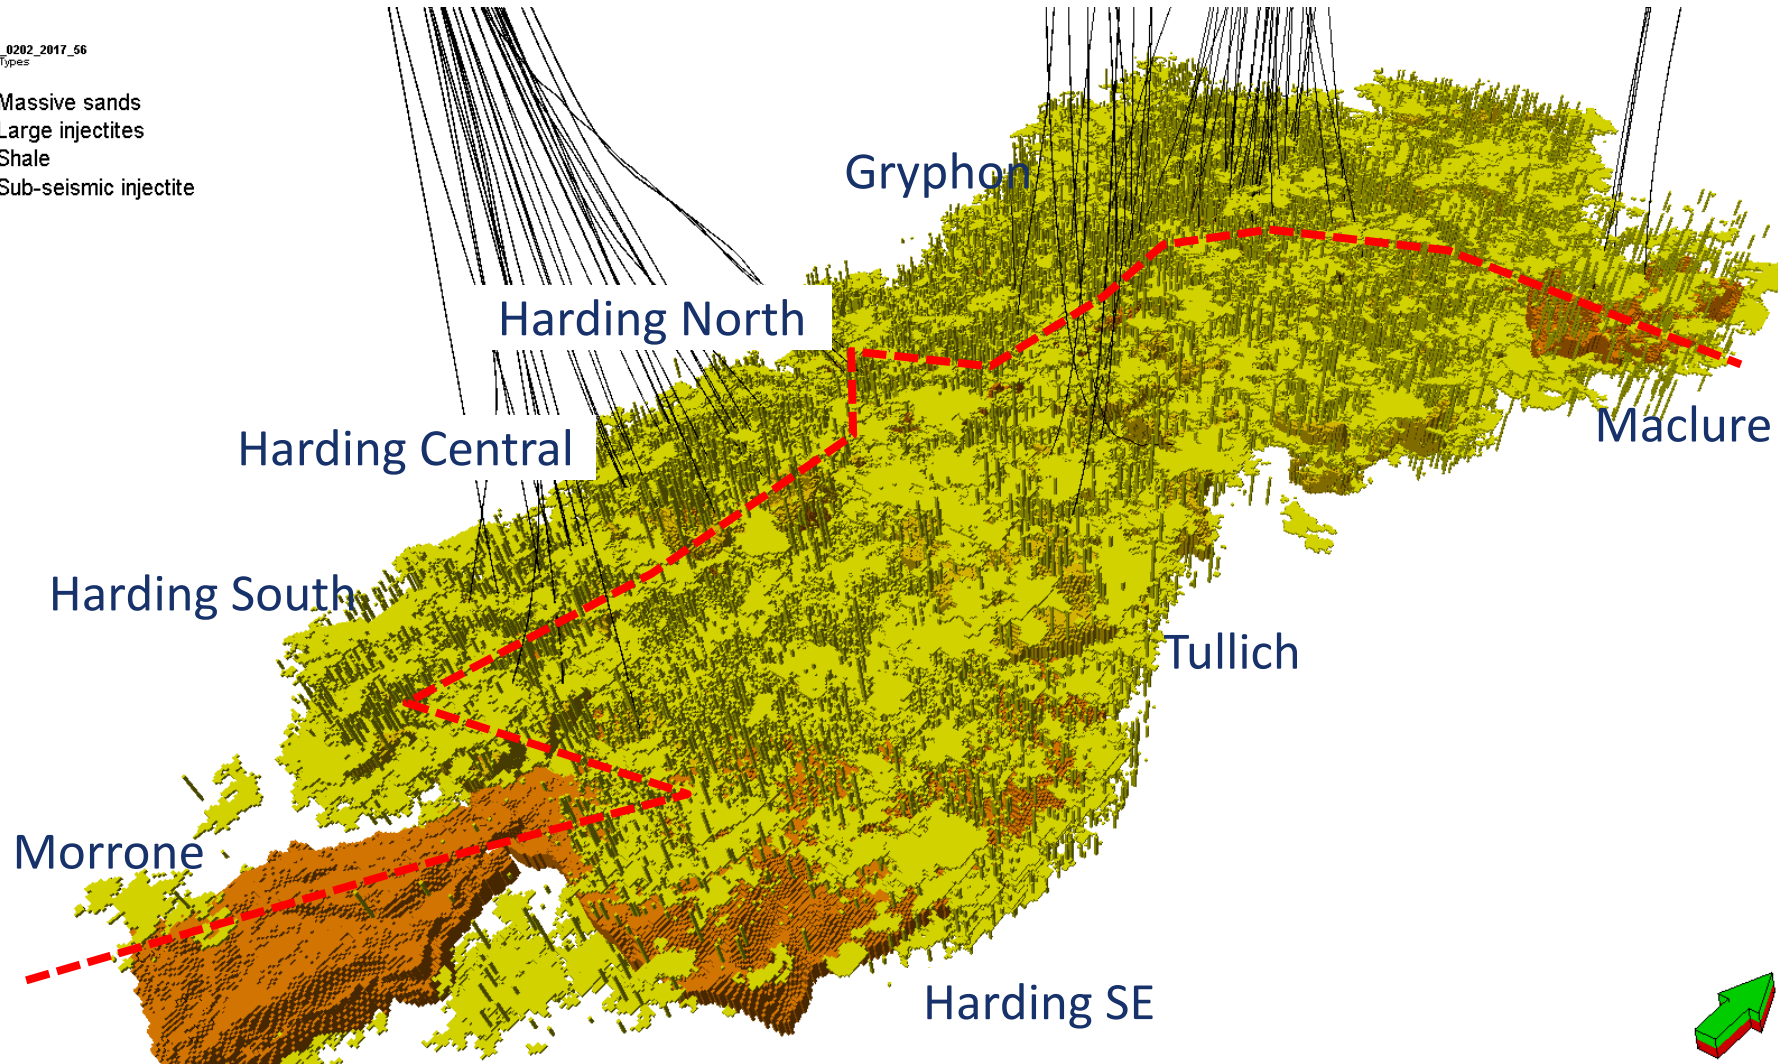 _0202_2017_56
Types
Massive sands
Large injectites
Shale
Sub-seismic injectite
Gryphon
Harding North
Harding Central
Maclure
Harding South
Tullich
Morrone
Harding SE